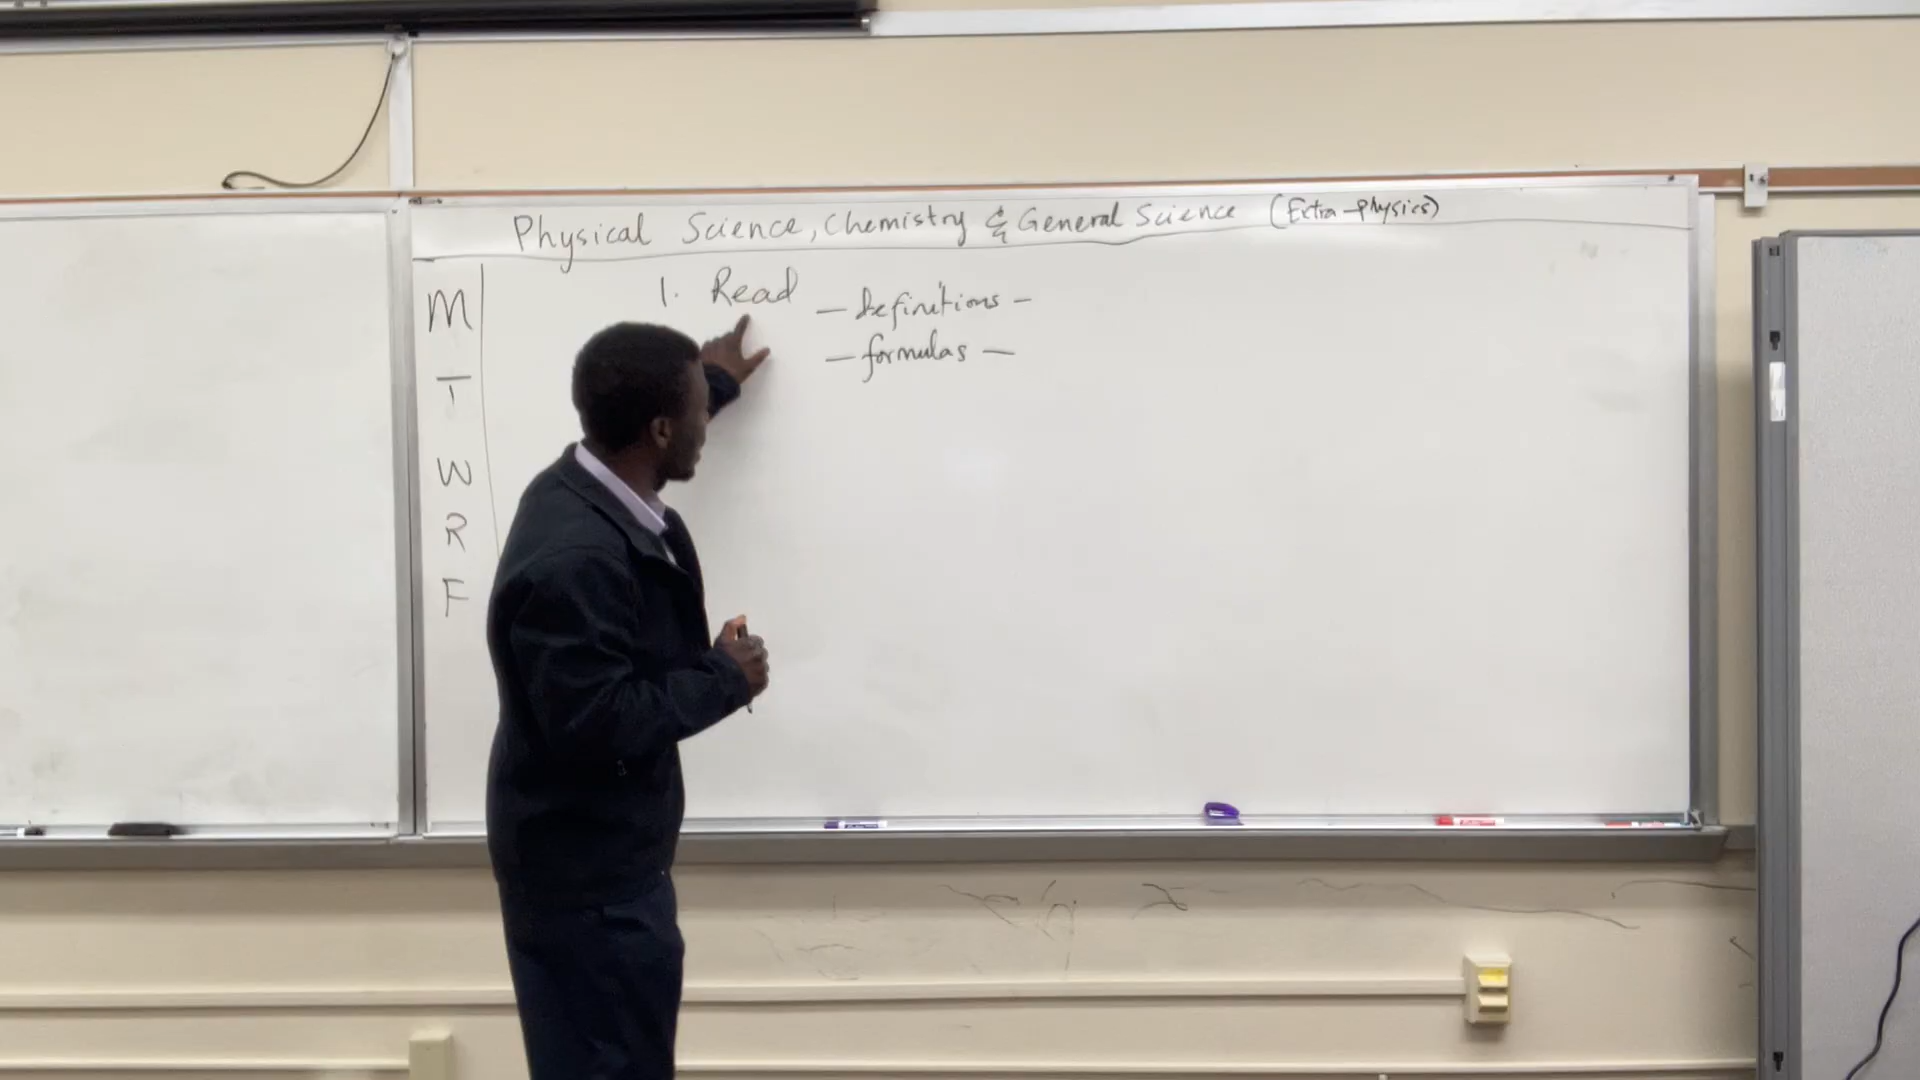 Physical Science, Chemistry & General Science (Extra-physics)
M
T
W
R
F
1. Read
— definitions —
— formulas —